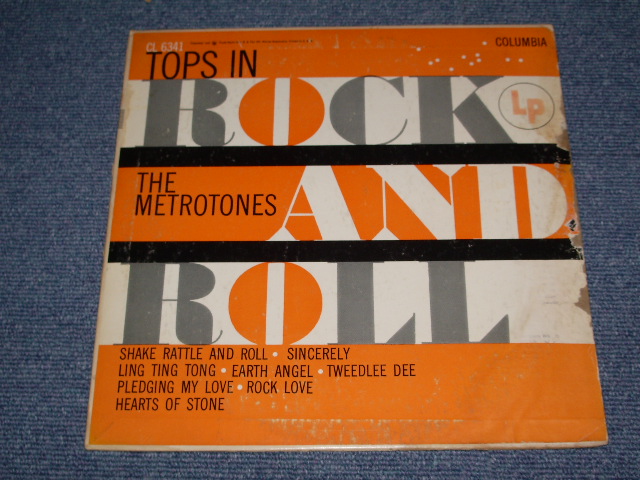 CL 6341
COLUMBIA
TOPS IN
ROCK
Lp
THE
METROTONES
AND
ROLL
SHAKE RATTLE AND ROLL • SINCERELY
LING TING TONG • EARTH ANGEL • TWEEDLEE DEE
PLEDGING MY LOVE • ROCK LOVE
HEARTS OF STONE